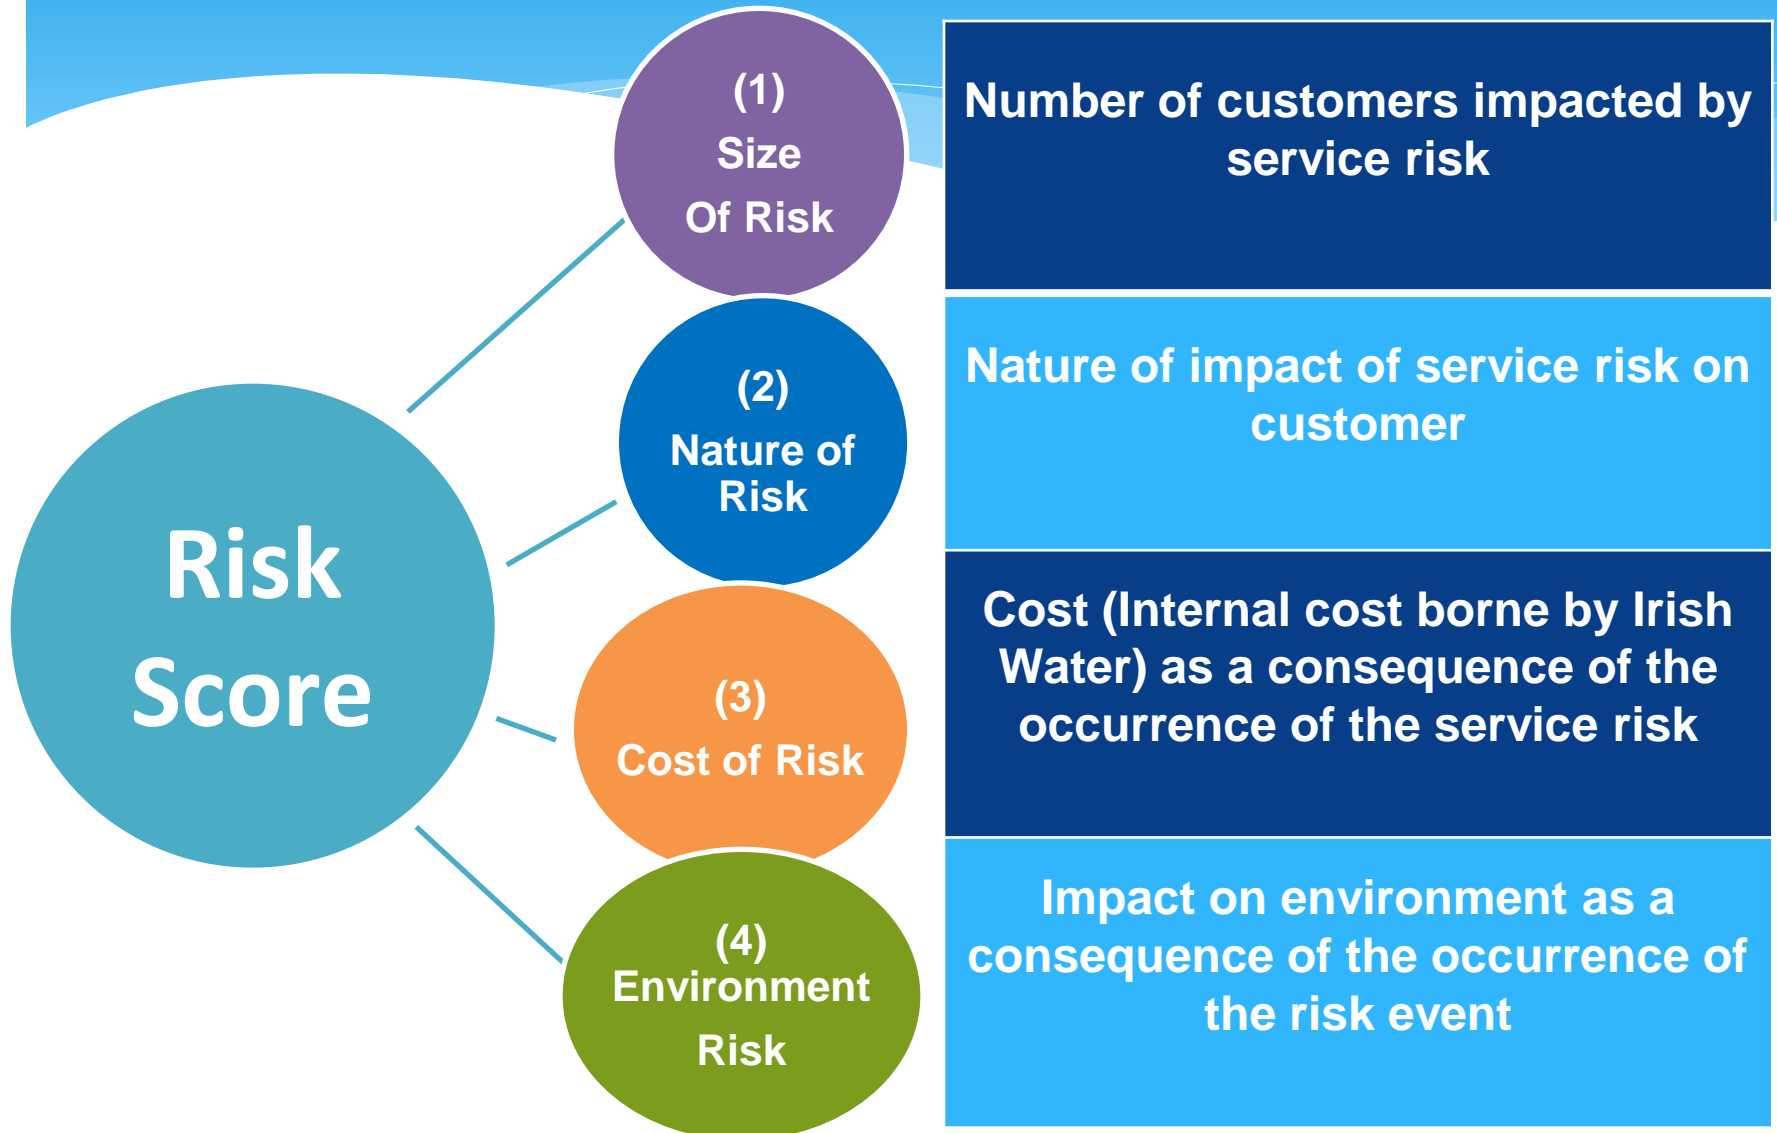 Risk
Score
(1)
Size
Of Risk
Number of customers impacted by
service risk
(2)
Nature of
Risk
Nature of impact of service risk on
customer
(3)
Cost of Risk
Cost (Internal cost borne by Irish
Water) as a consequence of the
occurrence of the service risk
(4)
Environment
Risk
Impact on environment as a
consequence of the occurrence of
the risk event